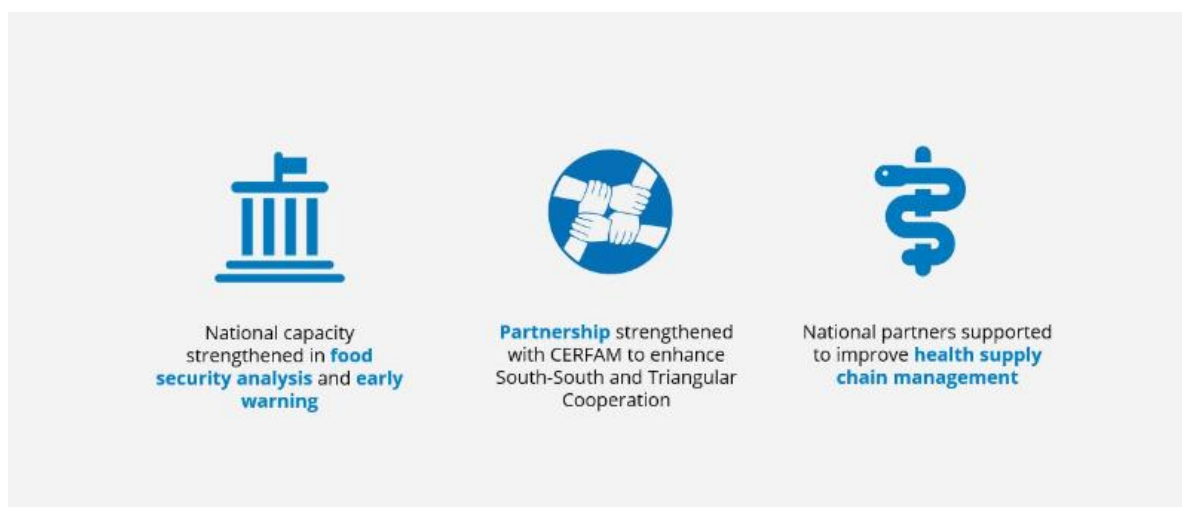 National capacity
strengthened in food
security analysis and early
warning
Partnership strengthened
with CERFAM to enhance
South-South and Triangular
Cooperation
National partners supported
to improve health supply
chain management